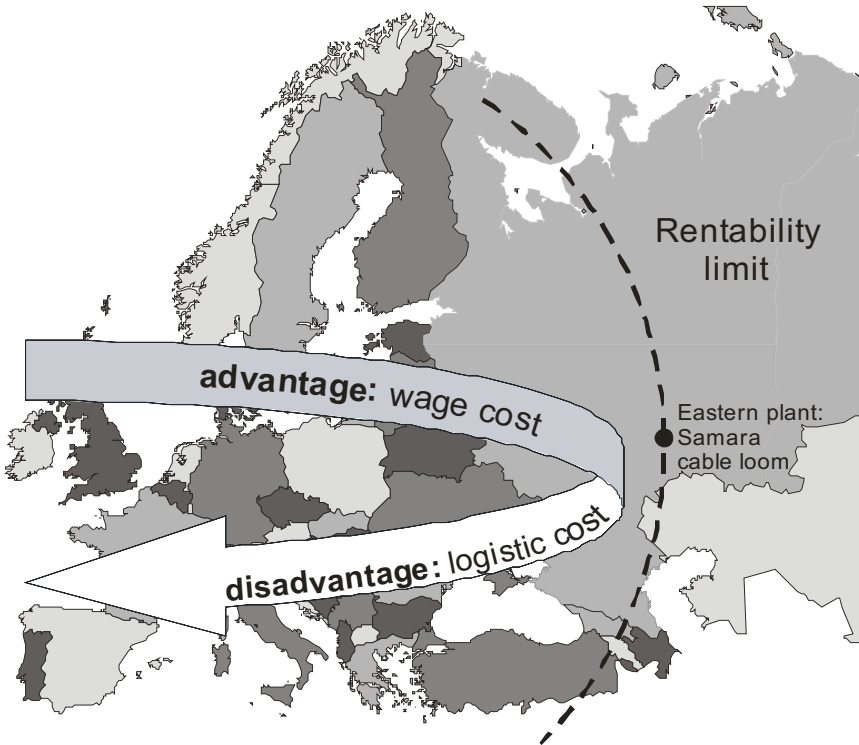 Rentability
limit
advantage: wage cost
Eastern plant:
Samara
cable loom
disadvantage: logistic cost